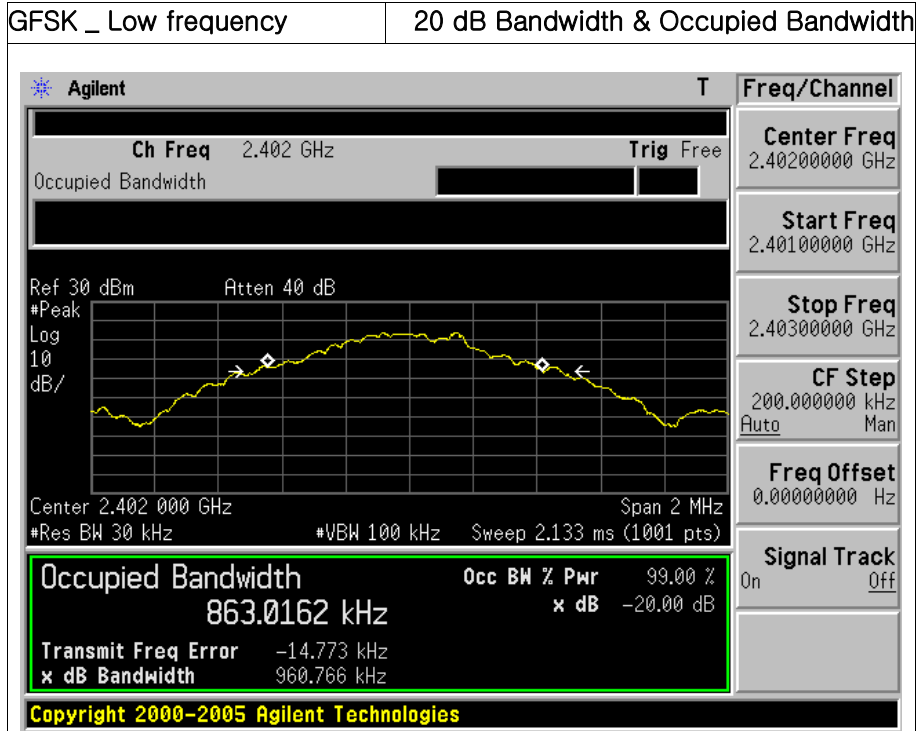 GFSK _ Low frequency 20 dB Bandwidth & Occupied Bandwidth
Agilent T
Freq/Channel
Ch Freq 2.402 GHz Trig Free
Occupied Bandwidth
Center Freq
2.40200000 GHz
Start Freq
2.40100000 GHz
Stop Freq
2.40300000 GHz
CF Step
200.000000 kHz
Auto Man
Freq Offset
0.00000000 Hz
Signal Track
On Off
Ref 30 dBm Atten 40 dB
#Peak
Log
10
dB/
Center 2.402 000 GHz Span 2 MHz
#Res BW 30 kHz #VBW 100 kHz Sweep 2.133 ms (1001 pts)
Occupied Bandwidth Occ BW % Pwr 99.00 %
863.0162 kHz x dB -20.00 dB
Transmit Freq Error -14.773 kHz
x dB Bandwidth 960.766 kHz
Copyright 2000-2005 Agilent Technologies